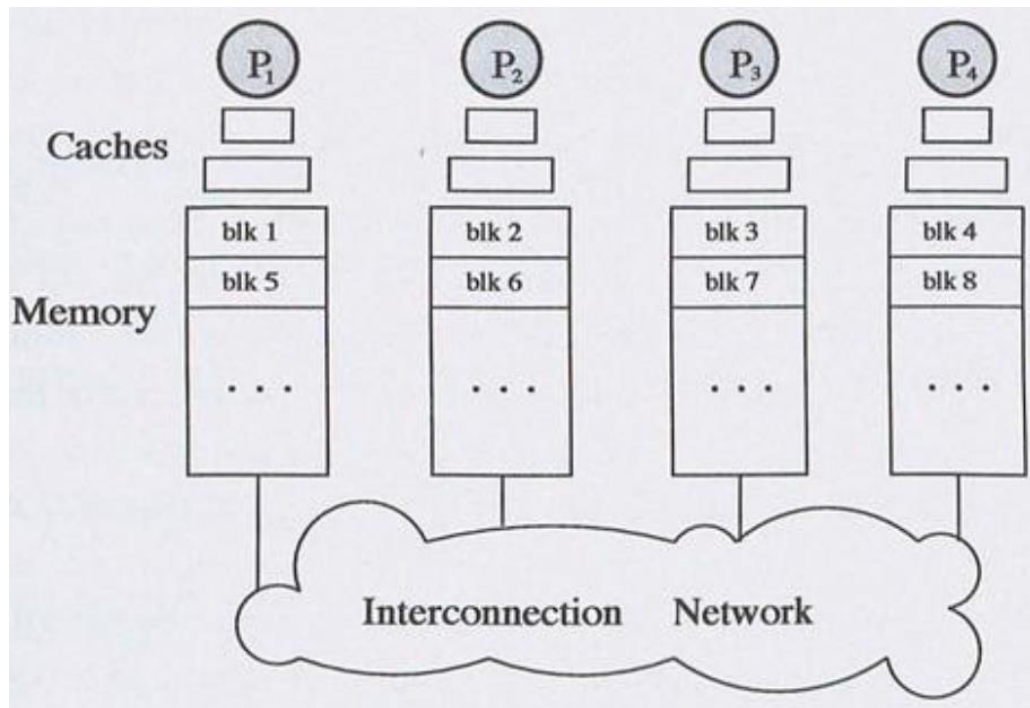 P₁ P₂ P₃ P₄
Caches
blk 1 blk 2 blk 3 blk 4
blk 5 blk 6 blk 7 blk 8
Memory
. . . . . . . . . . . .
Interconnection Network